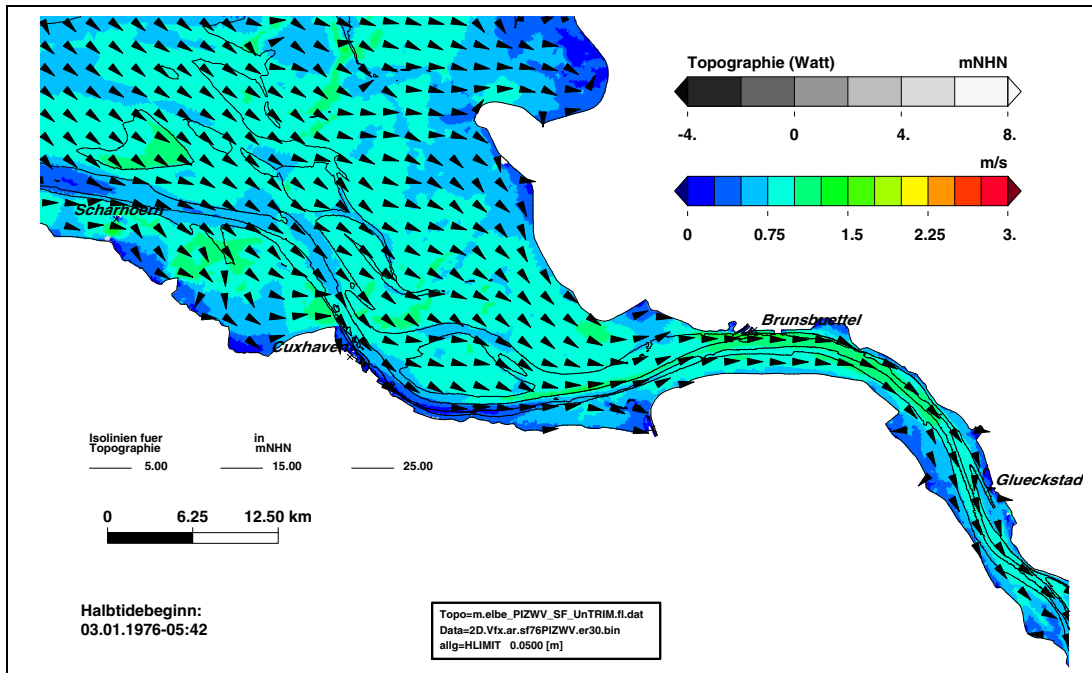 Topographie (Watt) mNHN
-4. 0 4. 8.
m/s
0 0.75 1.5 2.25 3.
Scharhoern
Brunsbuettel
Cuxhaven
Glueckstad
Isolinien fuer in
Topographie mNHN
5.00 15.00 25.00
0 6.25 12.50 km
Halbtidebeginn:
03.01.1976-05:42
Topo=m.elbe_PIZWV_SF_UnTRIM.fl.dat
Data=2D.Vfx.ar.sf76PIZWV.er30.bin
allg=HLIMIT 0.0500 [m]